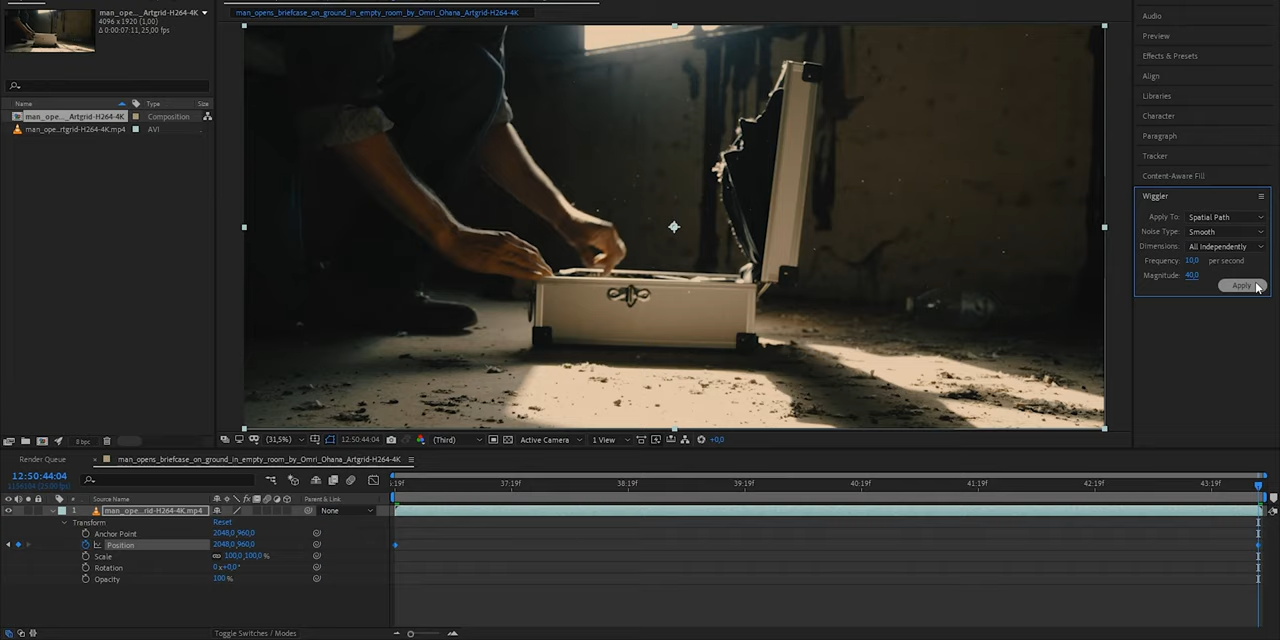 man_ope..._Artgrid-H264-4K
4096 x 1920 (1,00)
Δ 0:00:07:11, 25,00 fps
Name Type Size
man_ope..._Artgrid-H264-4K Composition
man_ope...rtgrid-H264-4K.mp4 AVI
8 bpc
man_opens_briefcase_on_ground_in_empty_room_by_Omri_Ohana_Artgrid-H264-4K
(31,5%) 12:50:44:04 (Third) Active Camera 1 View +0,0
Audio
Preview
Effects & Presets
Align
Libraries
Character
Paragraph
Tracker
Content-Aware Fill
Wiggler
Apply To: Spatial Path
Noise Type: Smooth
Dimensions: All Independently
Frequency: 10,0 per second
Magnitude: 40,0
Apply
Render Queue man_opens_briefcase_on_ground_in_empty_room_by_Omri_Ohana_Artgrid-H264-4K
12:50:44:04
:19f 37:19f 38:19f 39:19f 40:19f 41:19f 42:19f 43:19f
# Source Name Parent & Link
1 man_ope...rid-H264-4K.mp4 None
Transform Reset
Anchor Point 2048,0,960,0
Position 2048,0,960,0
Scale 100,0,100,0%
Rotation 0x+0,0°
Opacity 100%
Toggle Switches / Modes